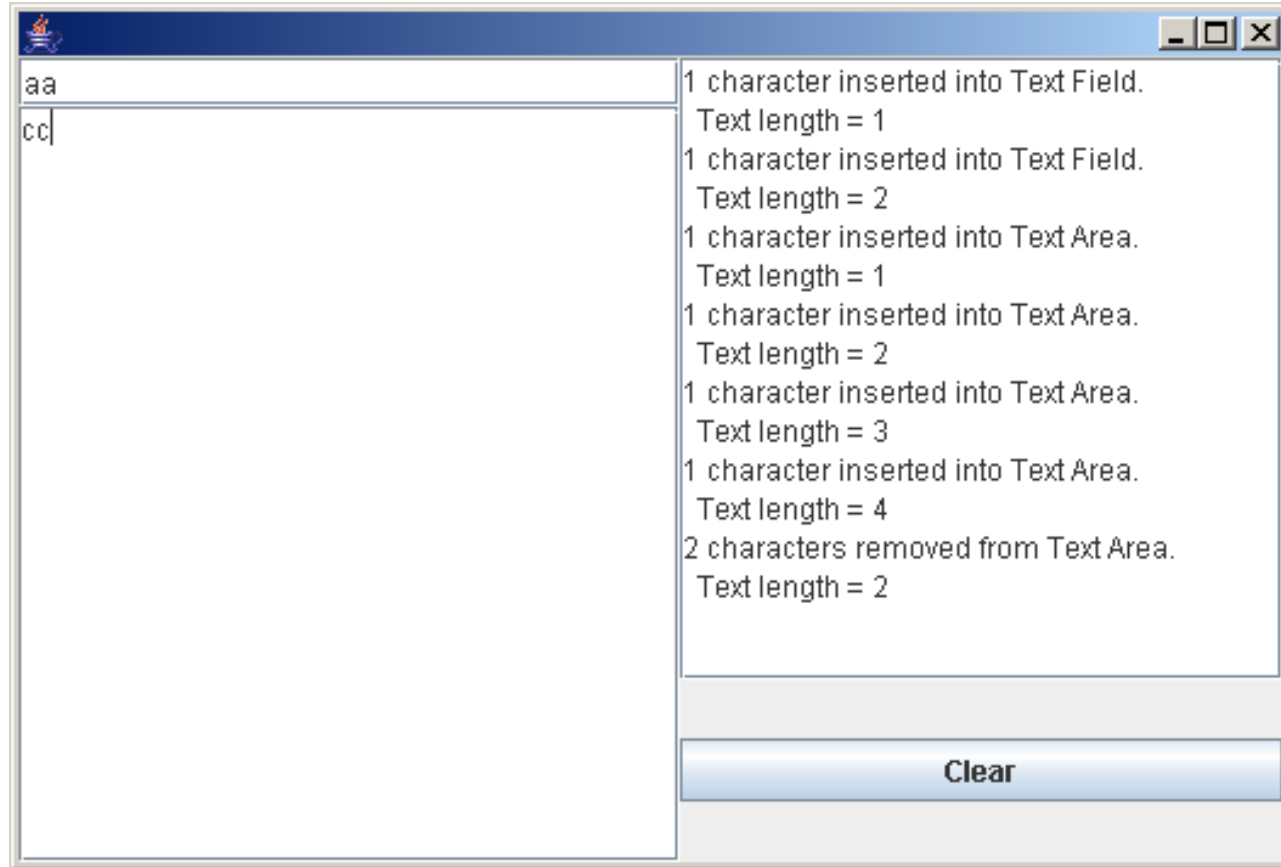 aa
cc
1 character inserted into Text Field.
Text length = 1
1 character inserted into Text Field.
Text length = 2
1 character inserted into Text Area.
Text length = 1
1 character inserted into Text Area.
Text length = 2
1 character inserted into Text Area.
Text length = 3
1 character inserted into Text Area.
Text length = 4
2 characters removed from Text Area.
Text length = 2
Clear